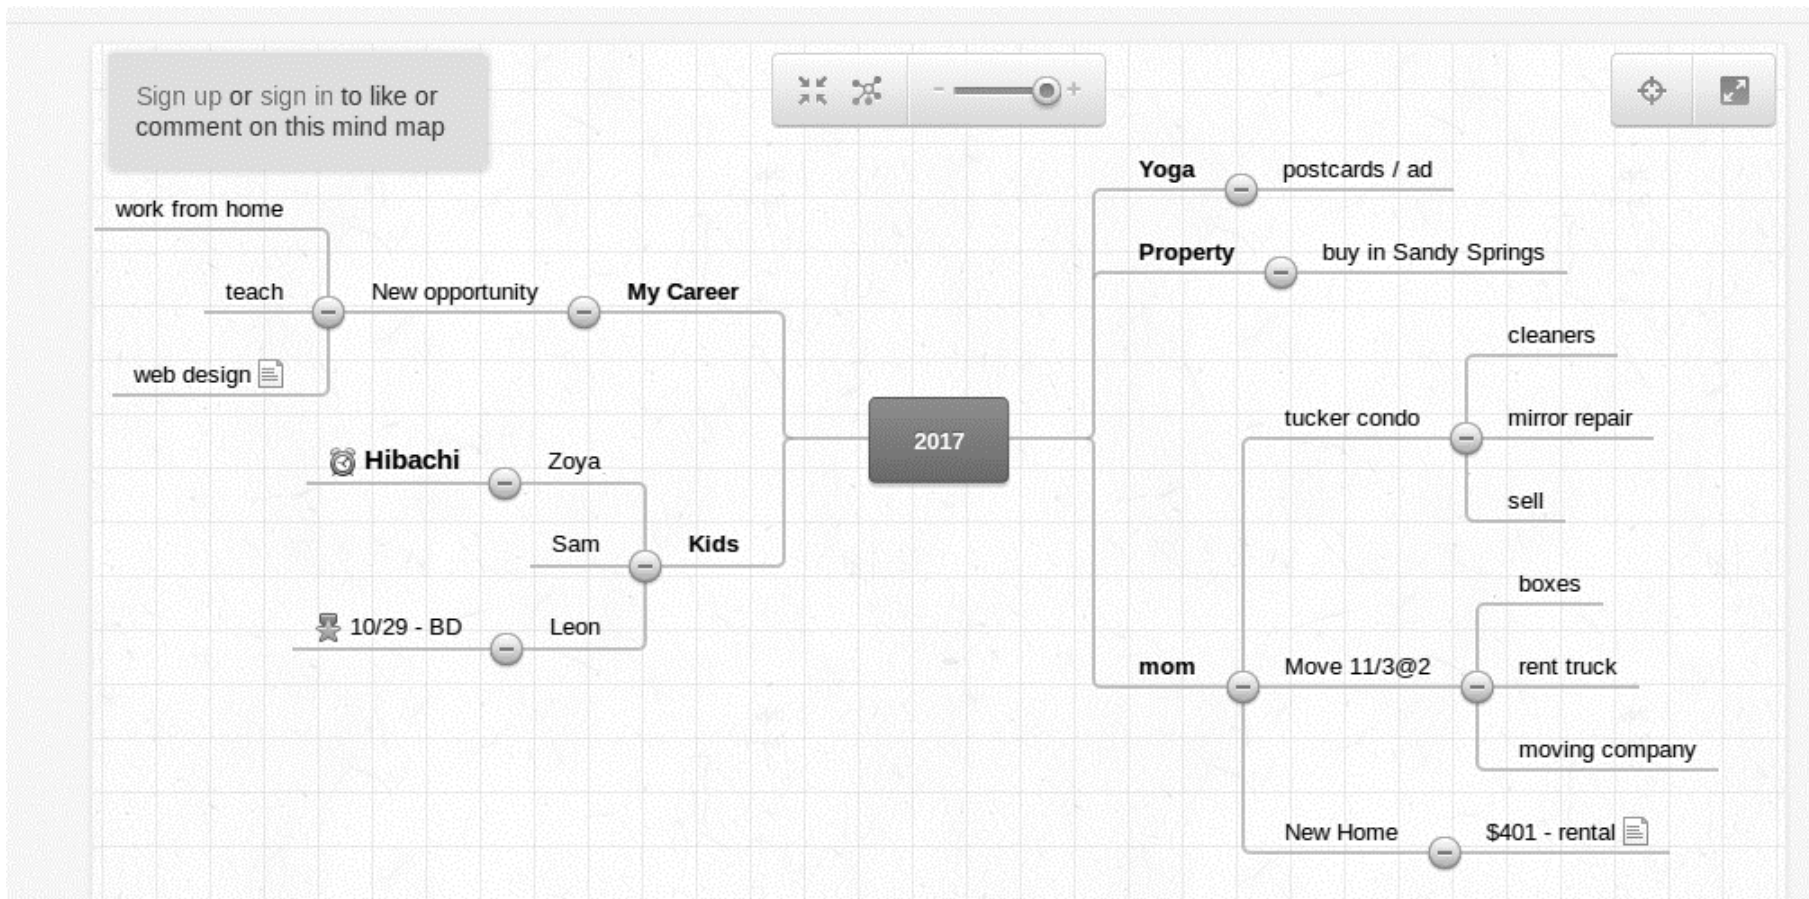 Sign up or sign in to like or
comment on this mind map
work from home
teach
web design
New opportunity
My Career
Hibachi
Zoya
Sam
Kids
10/29 - BD
Leon
2017
Yoga
postcards / ad
Property
buy in Sandy Springs
mom
tucker condo
cleaners
mirror repair
sell
Move 11/3@2
boxes
rent truck
moving company
New Home
$401 - rental